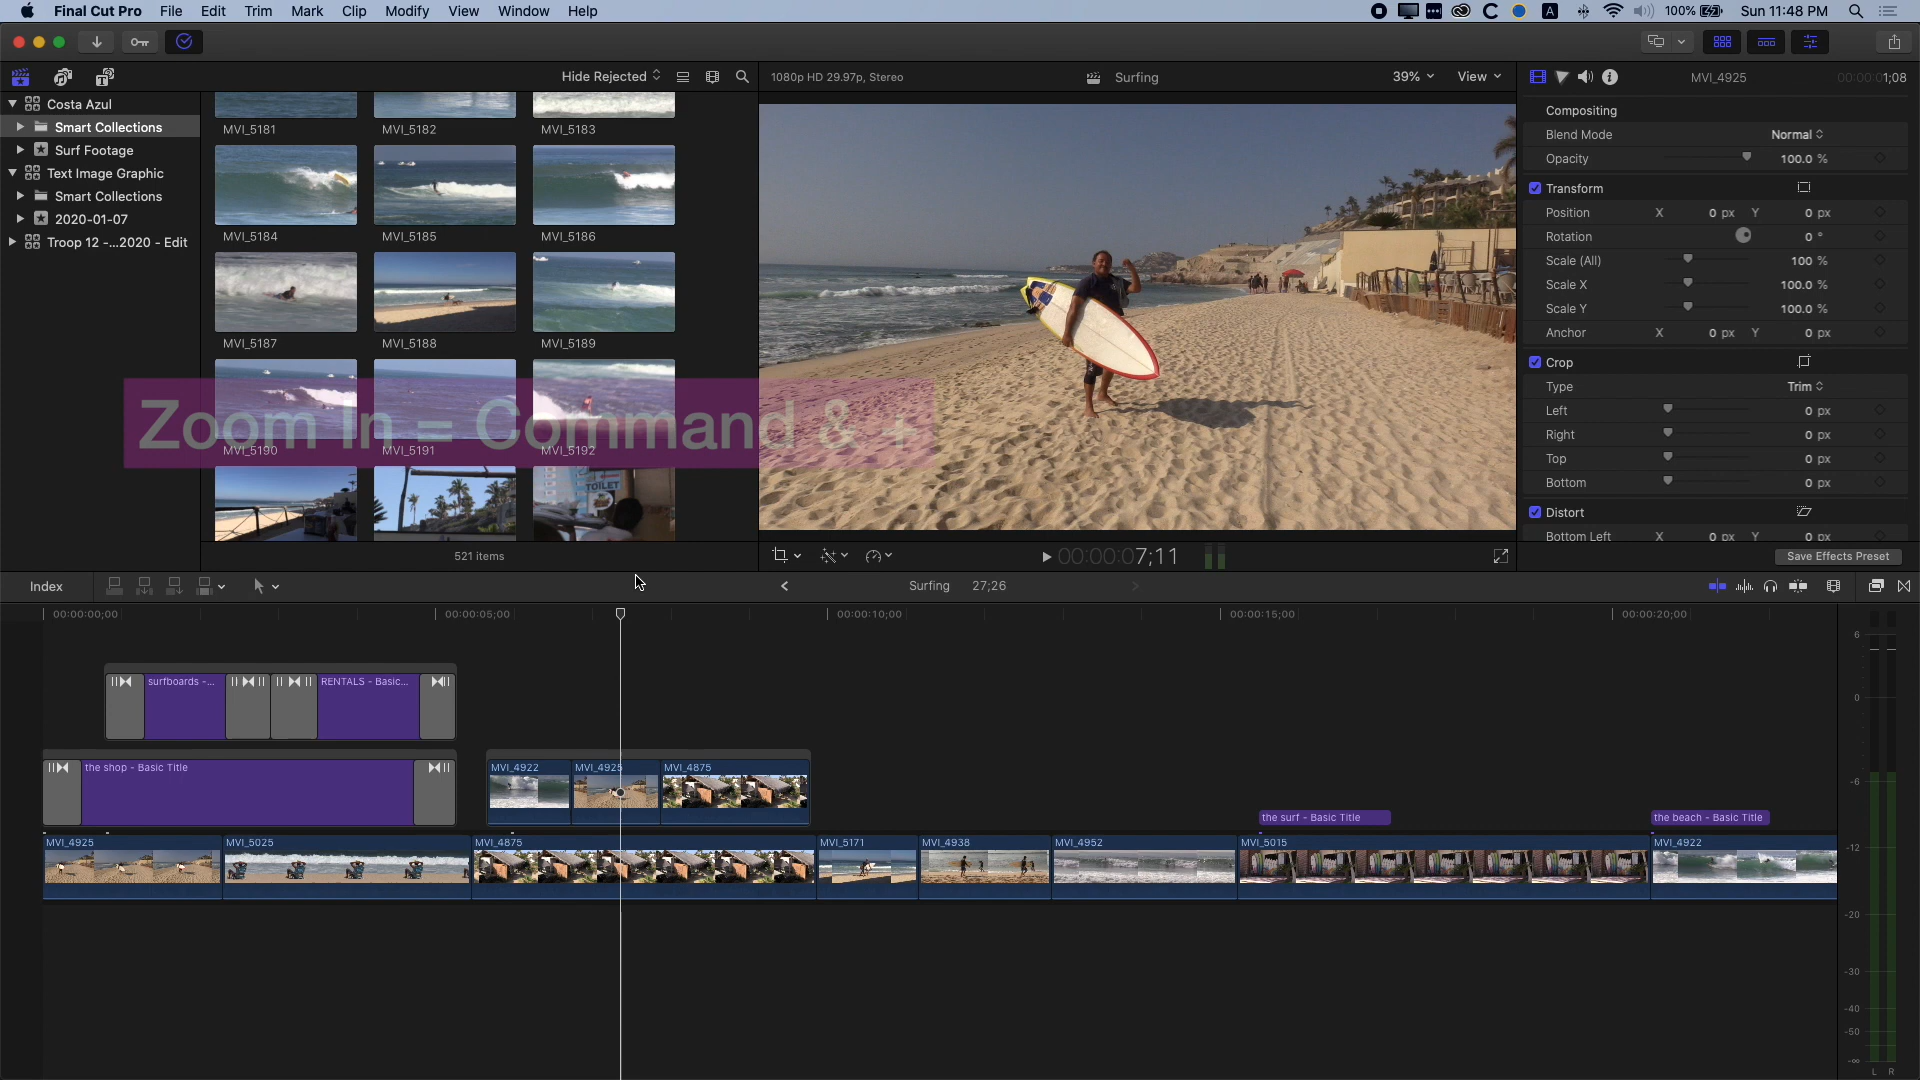 Final Cut Pro File Edit Trim Mark Clip Modify View Window Help
100% Sun 11:48 PM
Hide Rejected
1080p HD 29.97p, Stereo
Surfing
39% View
MVI_4925
00:00:01;08
Costa Azul
Smart Collections
Surf Footage
Text Image Graphic
Smart Collections
2020-01-07
Troop 12 -...2020 - Edit
MVI_5181 MVI_5182 MVI_5183
MVI_5184 MVI_5185 MVI_5186
MVI_5187 MVI_5188 MVI_5189
MVI_5190 MVI_5191 MVI_5192
TOILET
P
Zoom In = Command & +
521 items
Compositing
Blend Mode Normal
Opacity 100.0 %
Transform
Position X 0 px Y 0 px
Rotation 0 °
Scale (All) 100 %
Scale X 100.0 %
Scale Y 100.0 %
Anchor X 0 px Y 0 px
Crop
Type Trim
Left 0 px
Right 0 px
Top 0 px
Bottom 0 px
Distort
Bottom Left X 0 px Y 0 px
00:00:07;11
Save Effects Preset
Index
Surfing 27;26
00:00:00;00 00:00:05;00 00:00:10;00 00:00:15;00 00:00:20;00
surfboards -... RENTALS - Basic...
the shop - Basic Title
MVI_4922 MVI_4925 MVI_4875
the surf - Basic Title the beach - Basic Title
MVI_4925 MVI_5025 MVI_4875 MVI_5171 MVI_4938 MVI_4952 MVI_5015 MVI_4922
6
0
-6
-12
-20
-30
-40
-50
-∞
L R